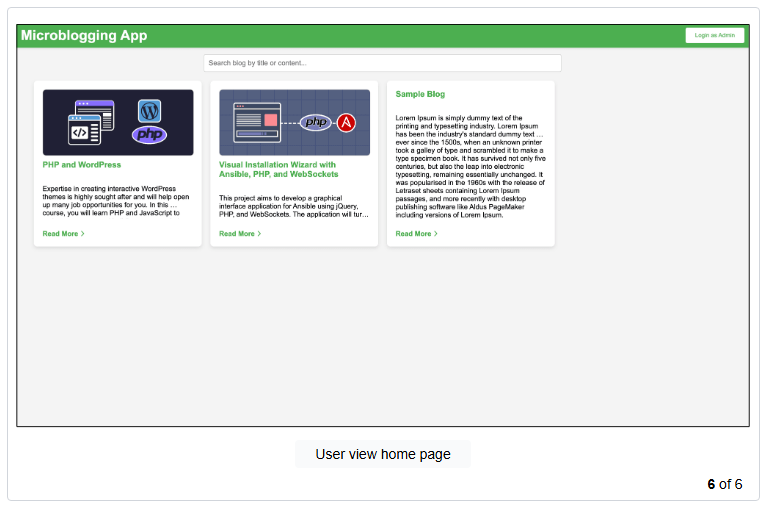 Microblogging App
Login as Admin
Search blog by title or content...
php
PHP and WordPress
Expertise in creating interactive WordPress
themes is highly sought after and will help open
up many job opportunities for you. In this …
course, you will learn PHP and JavaScript to
Read More
php
Visual Installation Wizard with
Ansible, PHP, and WebSockets
This project aims to develop a graphical
interface application for Ansible using jQuery,
PHP, and WebSockets. The application will tur…
Read More
Sample Blog
Lorem Ipsum is simply dummy text of the
printing and typesetting industry. Lorem Ipsum
has been the industry's standard dummy text …
ever since the 1500s, when an unknown printer
took a galley of type and scrambled it to make a
type specimen book. It has survived not only five
centuries, but also the leap into electronic
typesetting, remaining essentially unchanged. It
was popularised in the 1960s with the release of
Letraset sheets containing Lorem Ipsum
passages, and more recently with desktop
publishing software like Aldus PageMaker
including versions of Lorem Ipsum.
Read More
User view home page
6 of 6